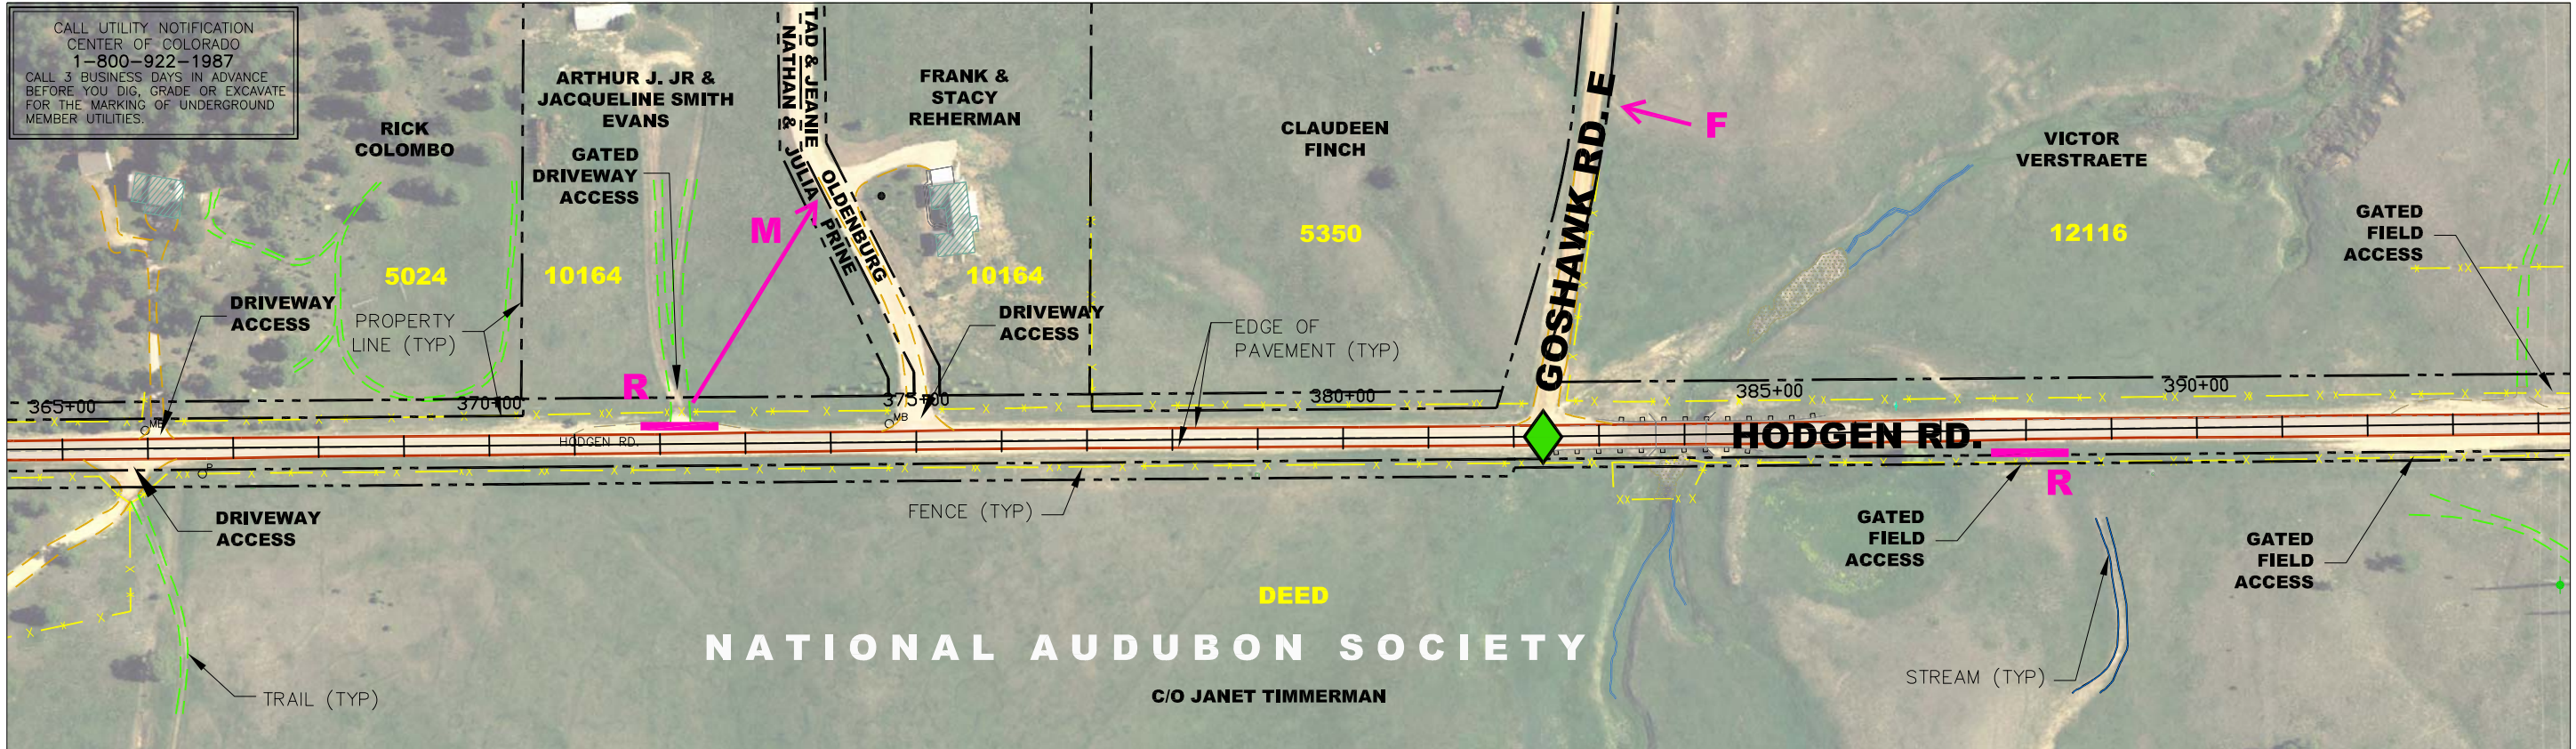 CALL UTILITY NOTIFICATION
CENTER OF COLORADO
1-800-922-1987
CALL 3 BUSINESS DAYS IN ADVANCE
BEFORE YOU DIG, GRADE OR EXCAVATE
FOR THE MARKING OF UNDERGROUND
MEMBER UTILITIES.
RICK
COLOMBO
5024
DRIVEWAY
ACCESS
PROPERTY
LINE (TYP)
ARTHUR J. JR &
JACQUELINE SMITH
EVANS
GATED
DRIVEWAY
ACCESS
10164
R
M
TAD & JEANIE
OLDENBURG
NATHAN &
JULIA PRINE
FRANK &
STACY
REHERMAN
10164
DRIVEWAY
ACCESS
CLAUDEEN
FINCH
5350
EDGE OF
PAVEMENT (TYP)
GOSHAWK RD. E
F
VICTOR
VERSTRAETE
12116
GATED
FIELD
ACCESS
365+00
370+00
375+00
380+00
385+00
390+00
MB
MB
HODGEN RD.
HODGEN RD.
P
R
DRIVEWAY
ACCESS
FENCE (TYP)
GATED
FIELD
ACCESS
GATED
FIELD
ACCESS
DEED
NATIONAL AUDUBON SOCIETY
C/O JANET TIMMERMAN
TRAIL (TYP)
STREAM (TYP)